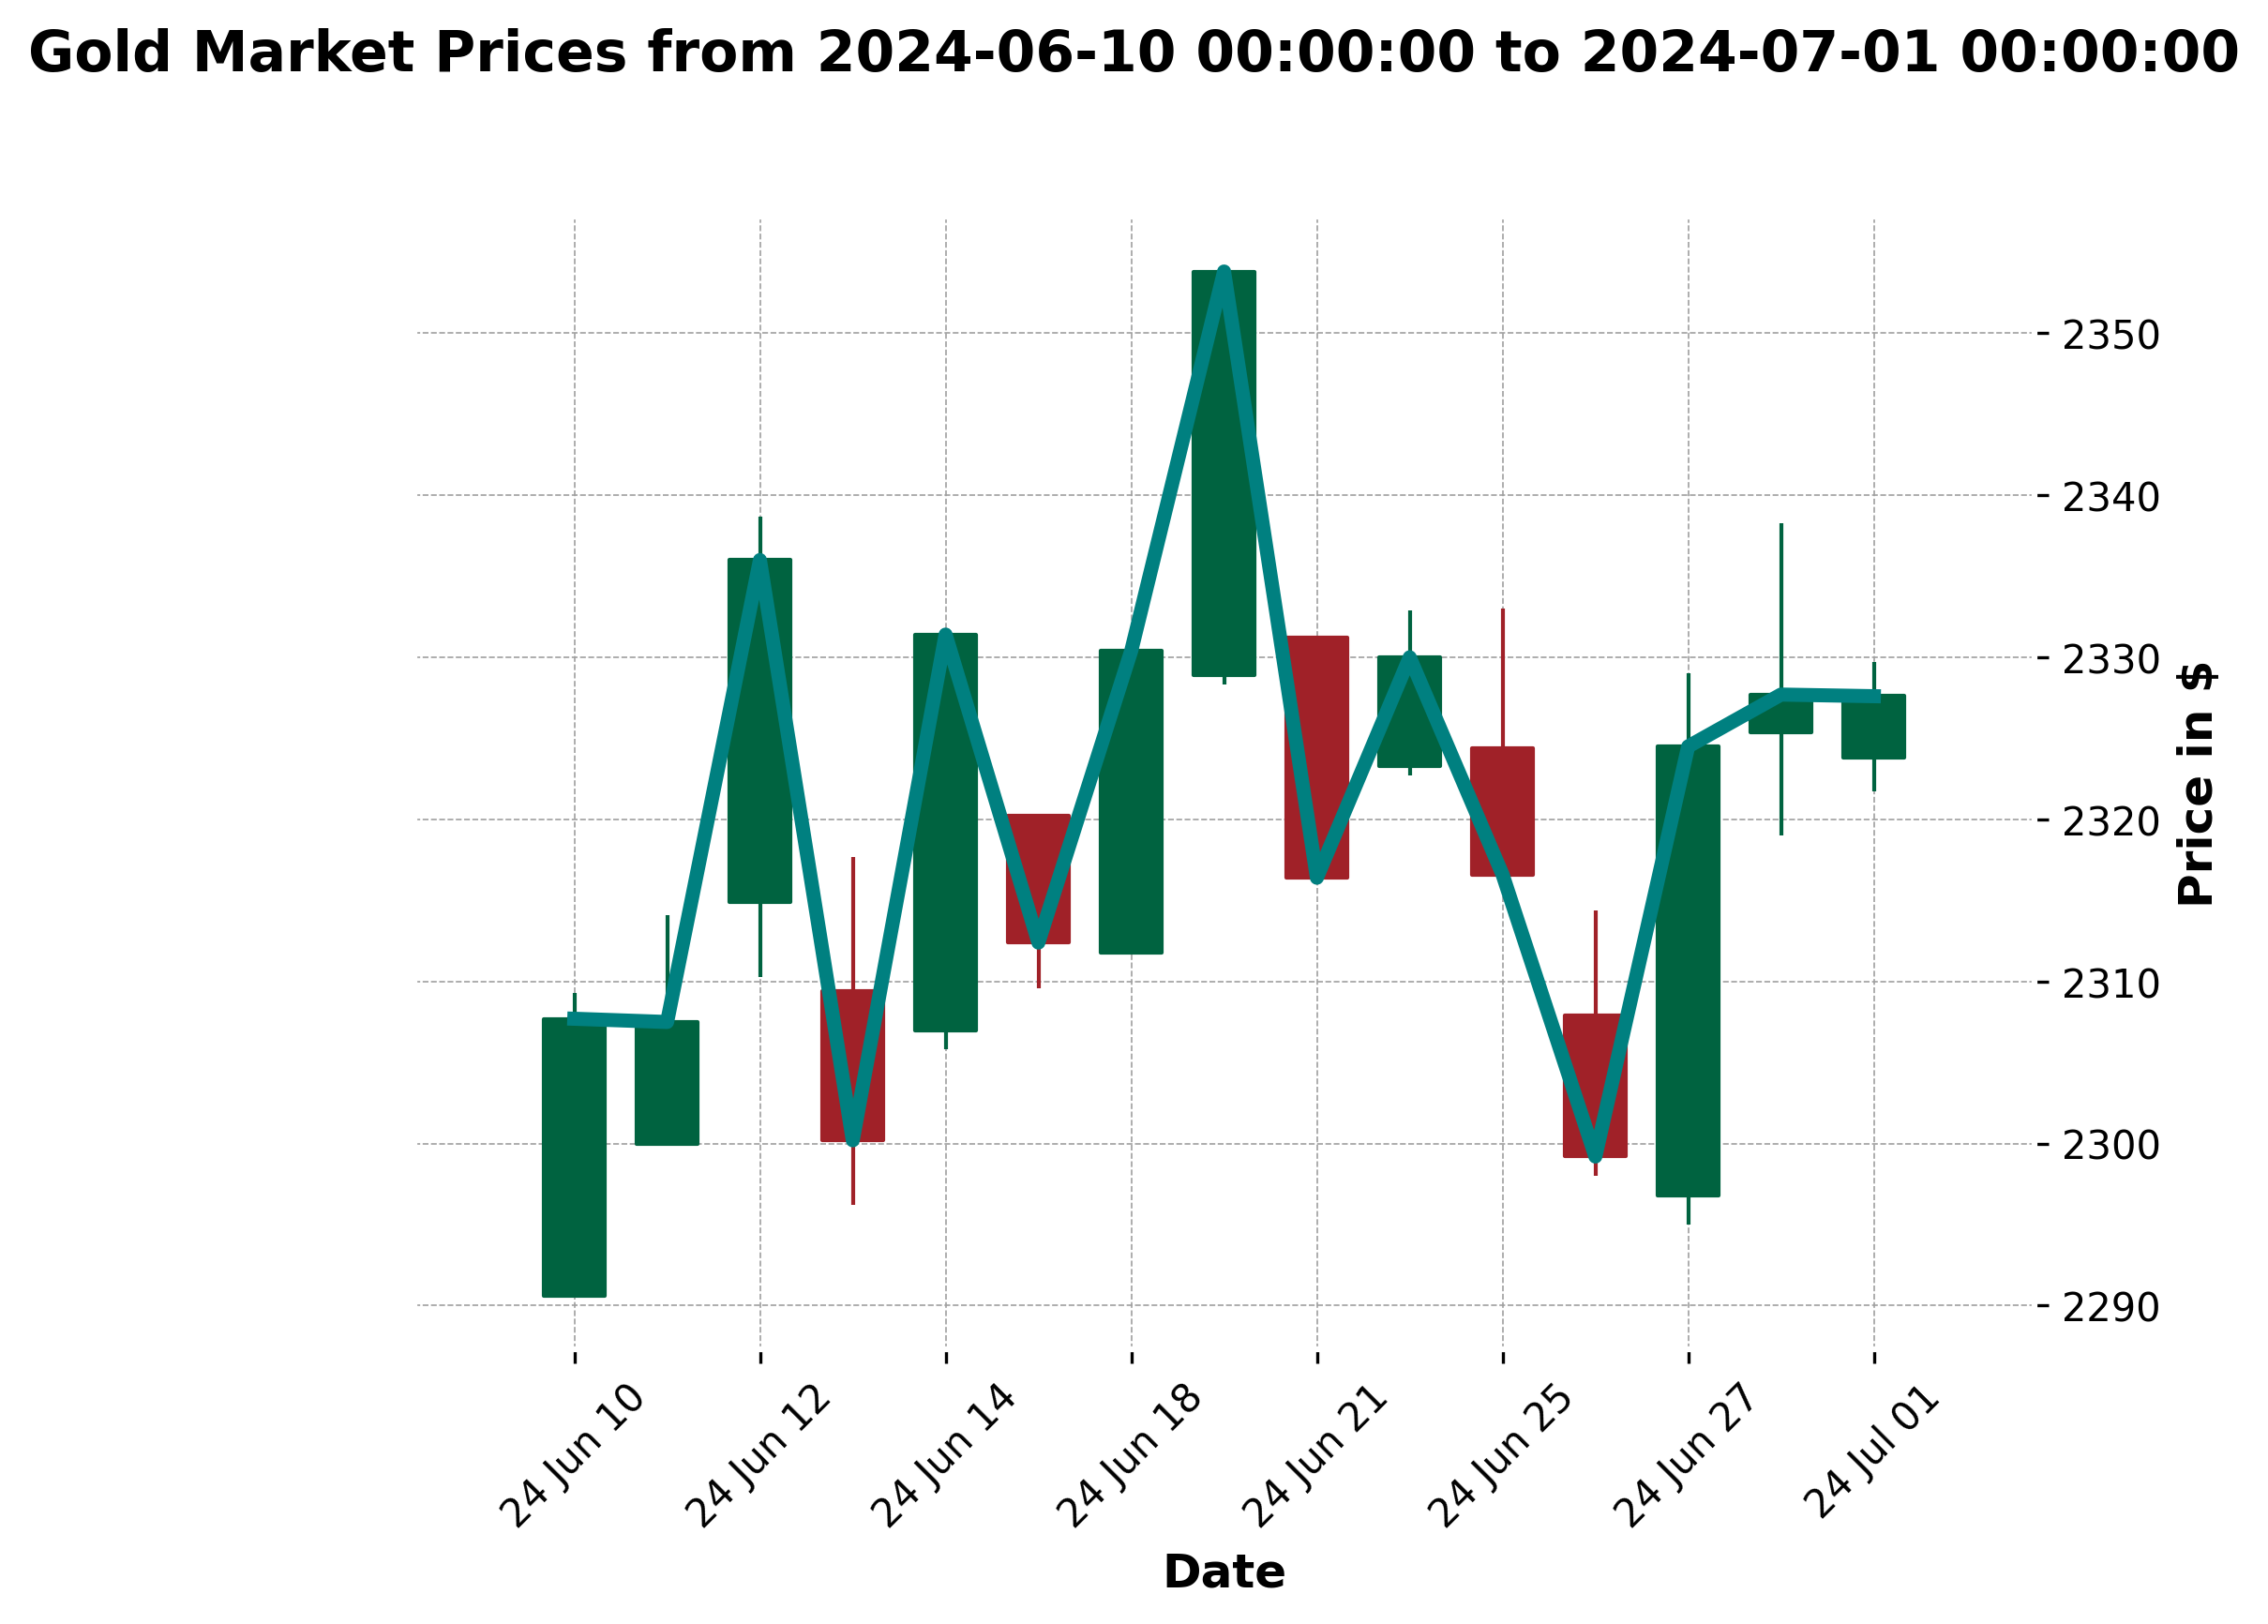 Gold Market Prices from 2024-06-10 00:00:00 to 2024-07-01 00:00:00
2350
2340
2330
2320
2310
2300
2290
Price in $
24 Jun 10
24 Jun 12
24 Jun 14
24 Jun 18
24 Jun 21
24 Jun 25
24 Jun 27
24 Jul 01
Date